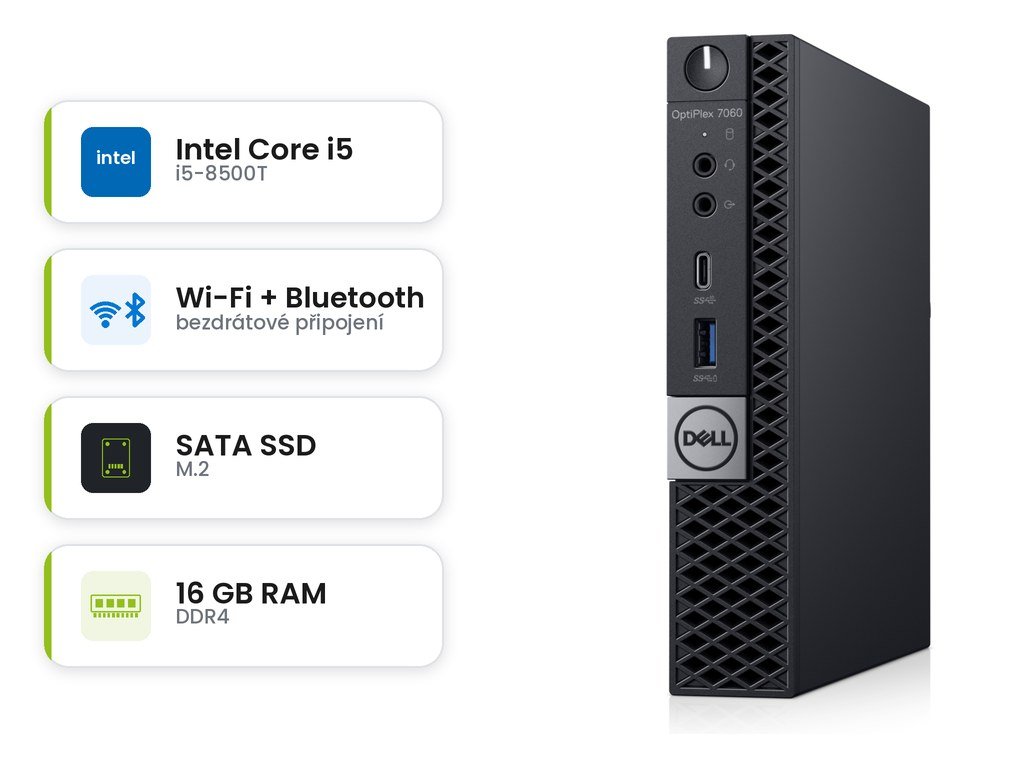 intel
Intel Core i5
i5-8500T
Wi-Fi + Bluetooth
bezdrátové připojení
SATA SSD
M.2
16 GB RAM
DDR4
OptiPlex 7060
DELL